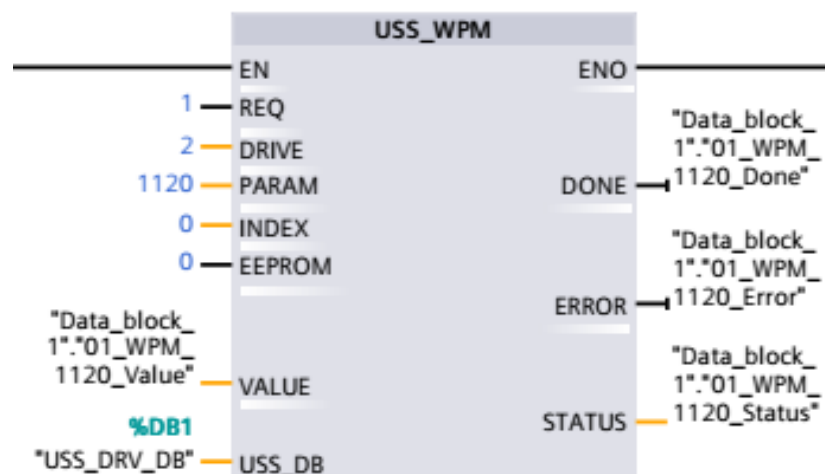 USS_WPM
EN
ENO
1
REQ
"Data_block_
1"."01_WPM_
1120_Done"
2
DRIVE
1120
PARAM
DONE
0
INDEX
"Data_block_
1"."01_WPM_
1120_Error"
0
EEPROM
ERROR
"Data_block_
1"."01_WPM_
1120_Value"
VALUE
"Data_block_
1"."01_WPM_
1120_Status"
STATUS
%DB1
"USS_DRV_DB"
USS_DB